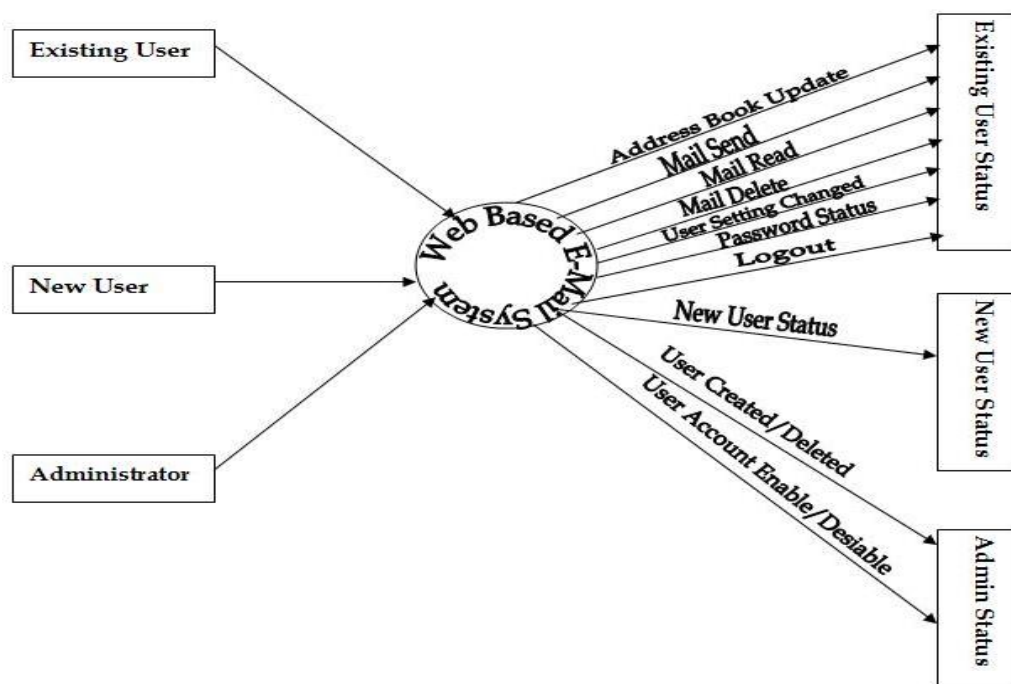 Existing User
New User
Administrator
Web Based E-Mail System
Address Book Update
Mail Send
Mail Read
Mail Delete
User Setting Changed
Password Status
Logout
New User Status
User Created/Deleted
User Account Enable/Desiable
Existing User Status
New User Status
Admin Status